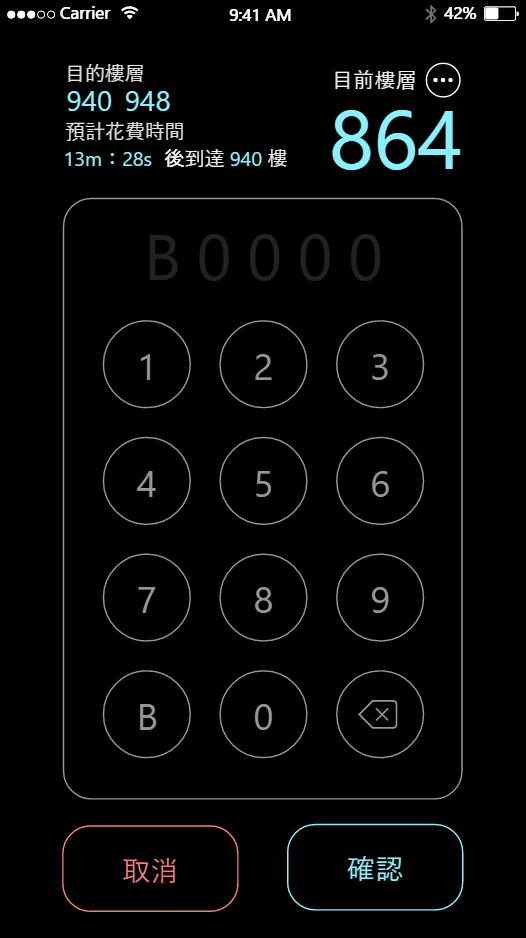 Carrier 9:41 AM 42%
目的樓層
940 948
預計花費時間
13m：28s 後到達 940 樓
目前樓層
864
B0000
1 2 3
4 5 6
7 8 9
B 0
取消 確認